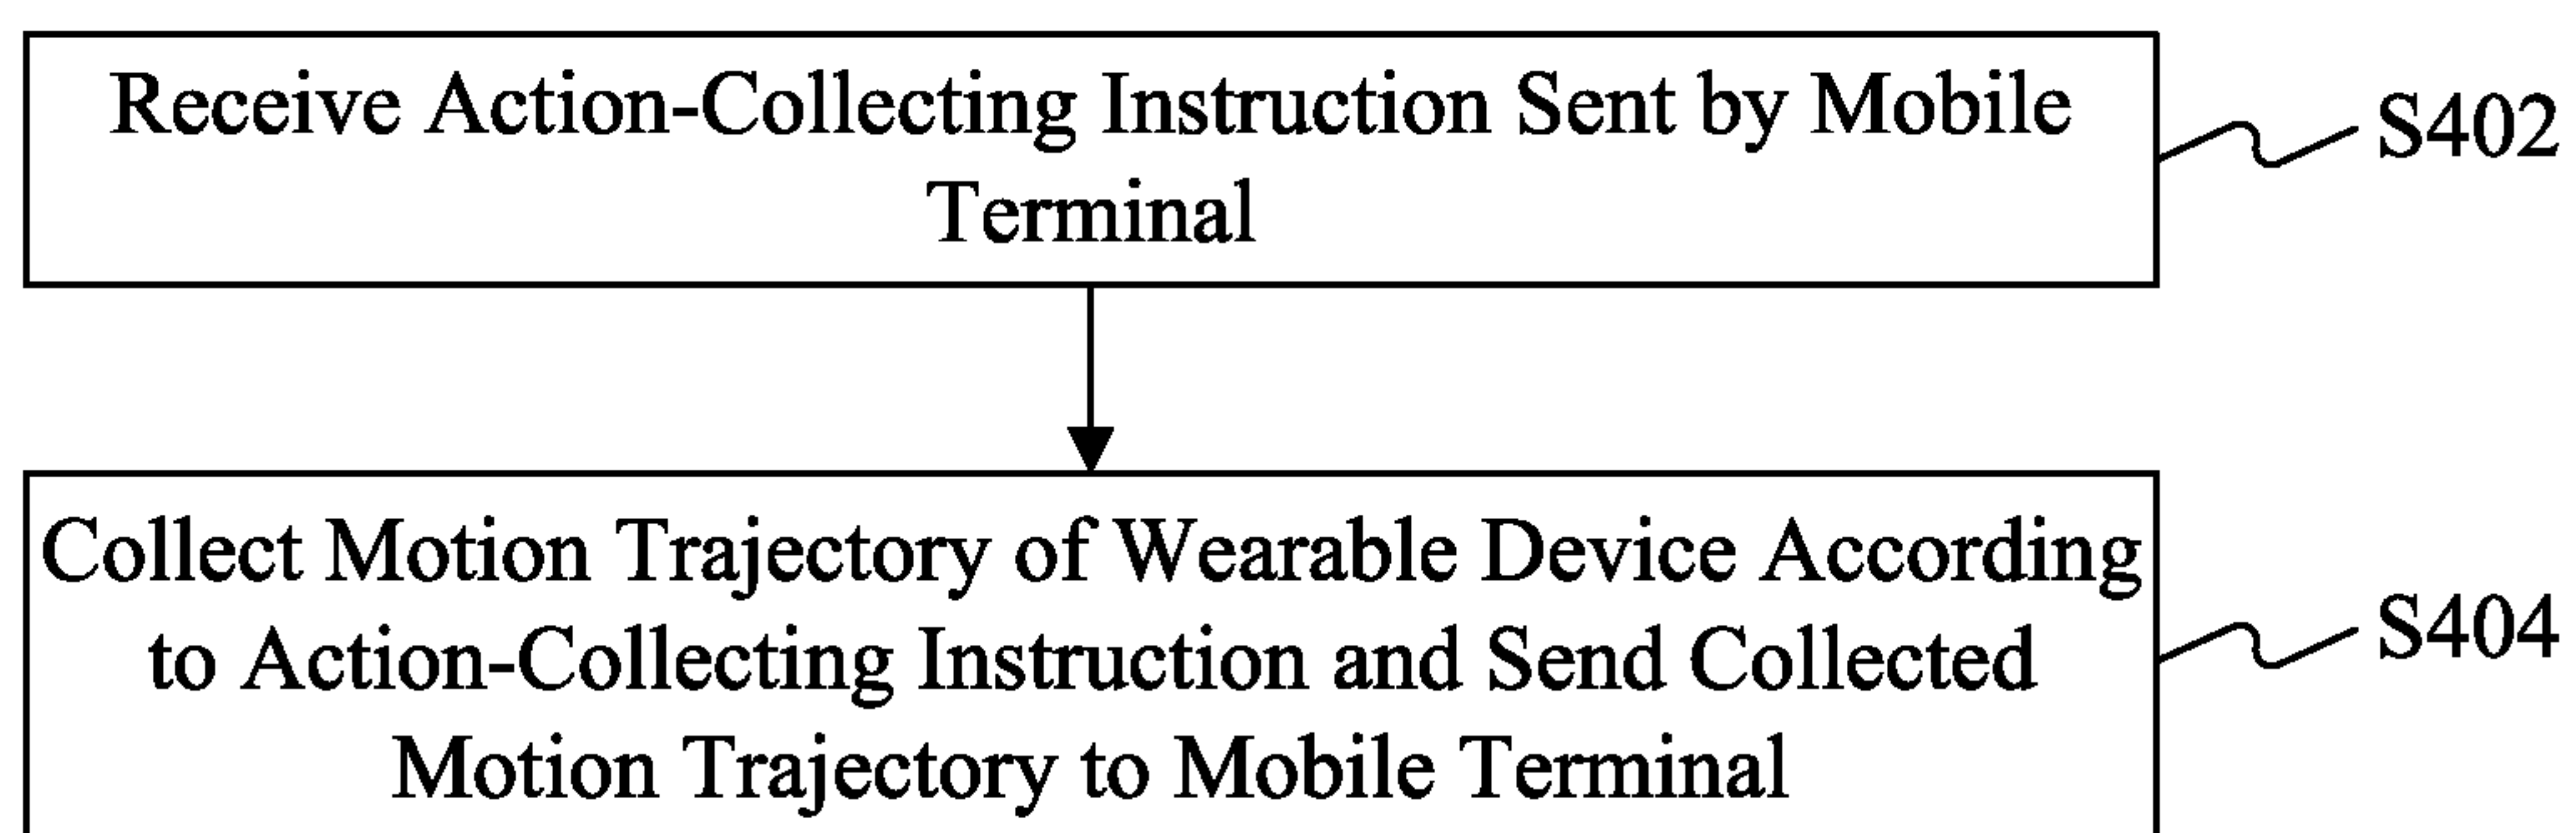 Receive Action-Collecting Instruction Sent by Mobile
Terminal
S402
Collect Motion Trajectory of Wearable Device According
to Action-Collecting Instruction and Send Collected
Motion Trajectory to Mobile Terminal
S404